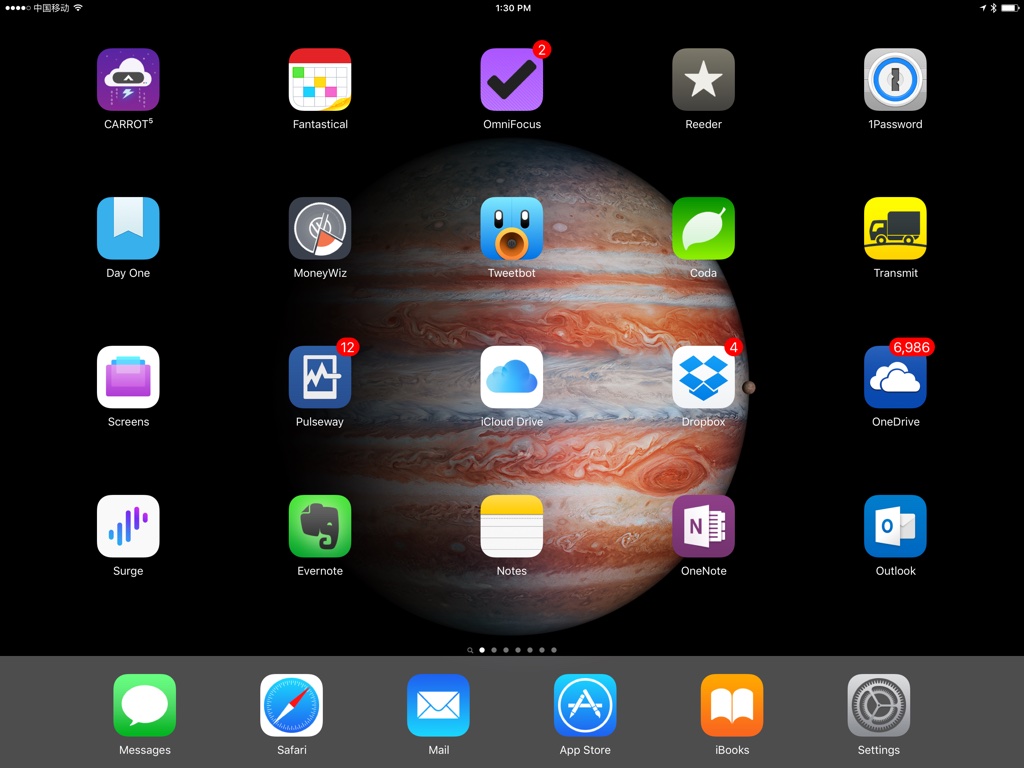 中国移动 1:30 PM
2
CARROT⁵ Fantastical OmniFocus Reeder 1Password
Day One MoneyWiz Tweetbot Coda Transmit
12 4 6,986
Screens Pulseway iCloud Drive Dropbox OneDrive
N O
Surge Evernote Notes OneNote Outlook
Messages Safari Mail App Store iBooks Settings